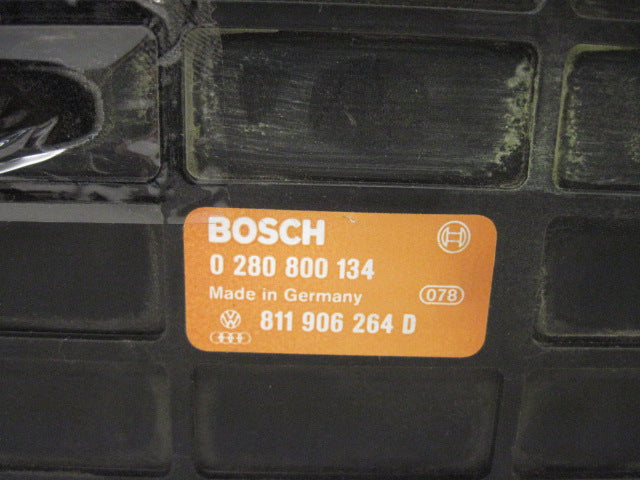 BOSCH
0 280 800 134
Made in Germany 078
811 906 264 D